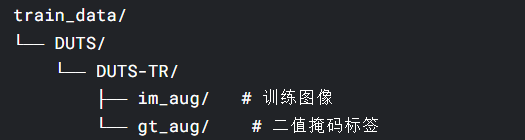 train_data/
└── DUTS/
    └── DUTS-TR/
        ├── im_aug/   # 训练图像
        └── gt_aug/    # 二值掩码标签